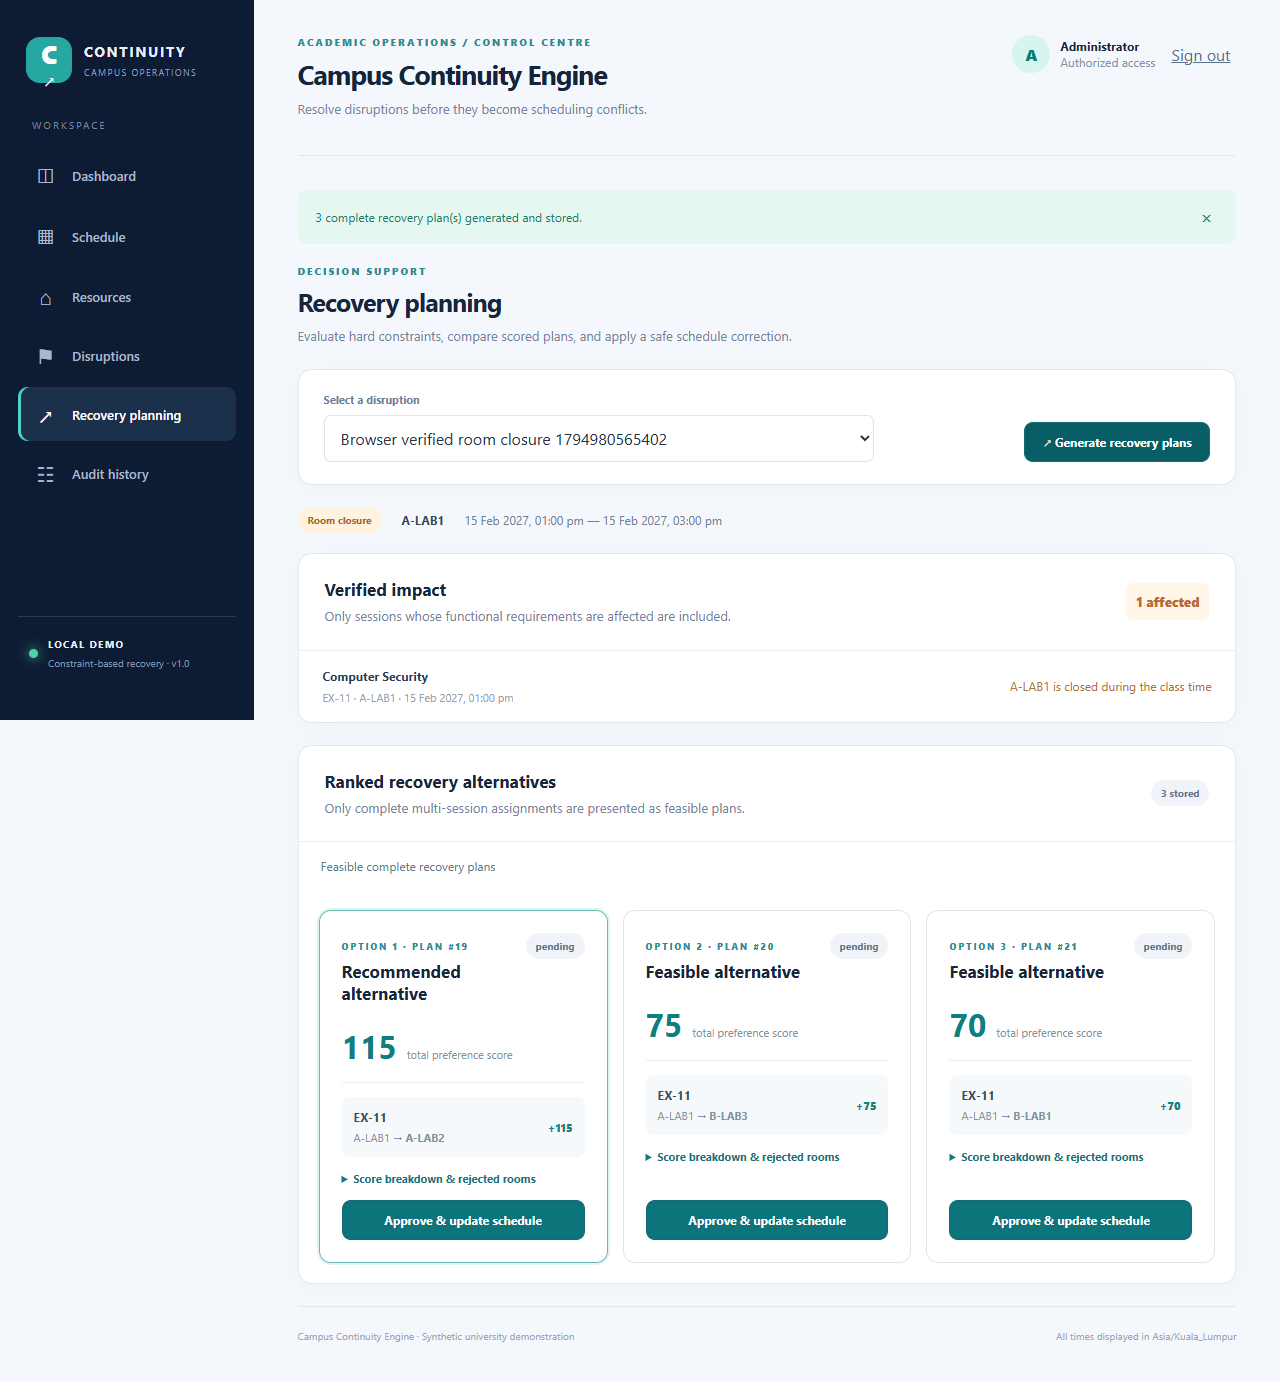 CONTINUITY
CAMPUS OPERATIONS
WORKSPACE
Dashboard
Schedule
Resources
Disruptions
Recovery planning
Audit history
LOCAL DEMO
Constraint-based recovery · v1.0
ACADEMIC OPERATIONS / CONTROL CENTRE
Campus Continuity Engine
Resolve disruptions before they become scheduling conflicts.
A
Administrator
Authorized access
Sign out
3 complete recovery plan(s) generated and stored.
×
DECISION SUPPORT
Recovery planning
Evaluate hard constraints, compare scored plans, and apply a safe schedule correction.
Select a disruption
Browser verified room closure 1794980565402
↗ Generate recovery plans
Room closure A-LAB1 15 Feb 2027, 01:00 pm — 15 Feb 2027, 03:00 pm
Verified impact
Only sessions whose functional requirements are affected are included.
1 affected
Computer Security
EX-11 · A-LAB1 · 15 Feb 2027, 01:00 pm
A-LAB1 is closed during the class time
Ranked recovery alternatives
Only complete multi-session assignments are presented as feasible plans.
3 stored
Feasible complete recovery plans
OPTION 1 · PLAN #19
pending
Recommended
alternative
115 total preference score
EX-11
A-LAB1 → A-LAB2
+115
▶ Score breakdown & rejected rooms
Approve & update schedule
OPTION 2 · PLAN #20
pending
Feasible alternative
75 total preference score
EX-11
A-LAB1 → B-LAB3
+75
▶ Score breakdown & rejected rooms
Approve & update schedule
OPTION 3 · PLAN #21
pending
Feasible alternative
70 total preference score
EX-11
A-LAB1 → B-LAB1
+70
▶ Score breakdown & rejected rooms
Approve & update schedule
Campus Continuity Engine · Synthetic university demonstration
All times displayed in Asia/Kuala_Lumpur